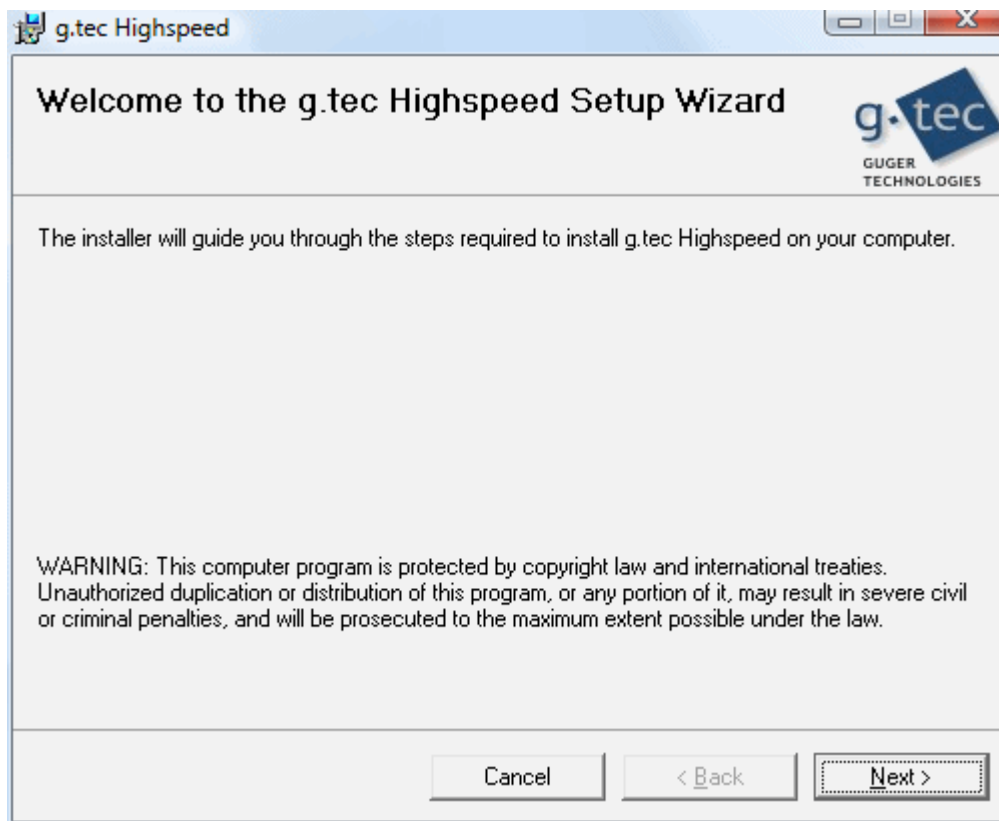 g.tec Highspeed
Welcome to the g.tec Highspeed Setup Wizard
g.tec
GUGER
TECHNOLOGIES
The installer will guide you through the steps required to install g.tec Highspeed on your computer.
WARNING: This computer program is protected by copyright law and international treaties.
Unauthorized duplication or distribution of this program, or any portion of it, may result in severe civil
or criminal penalties, and will be prosecuted to the maximum extent possible under the law.
Cancel
< Back
Next >